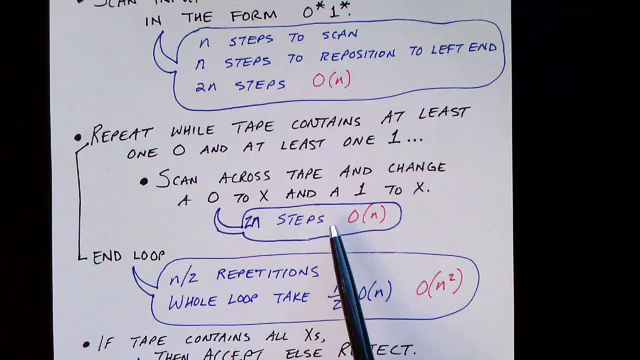 • SCAN INPUT
IN THE FORM 0*1*.
n STEPS TO SCAN
n STEPS TO REPOSITION TO LEFT END
2n STEPS O(n)
• REPEAT WHILE TAPE CONTAINS AT LEAST
ONE 0 AND AT LEAST ONE 1...
• SCAN ACROSS TAPE AND CHANGE
A 0 TO X AND A 1 TO X.
2n STEPS O(n)
END LOOP
n/2 REPETITIONS
WHOLE LOOP TAKE O(n) O(n²)
• IF TAPE CONTAINS ALL Xs,
THEN ACCEPT ELSE REJECT.